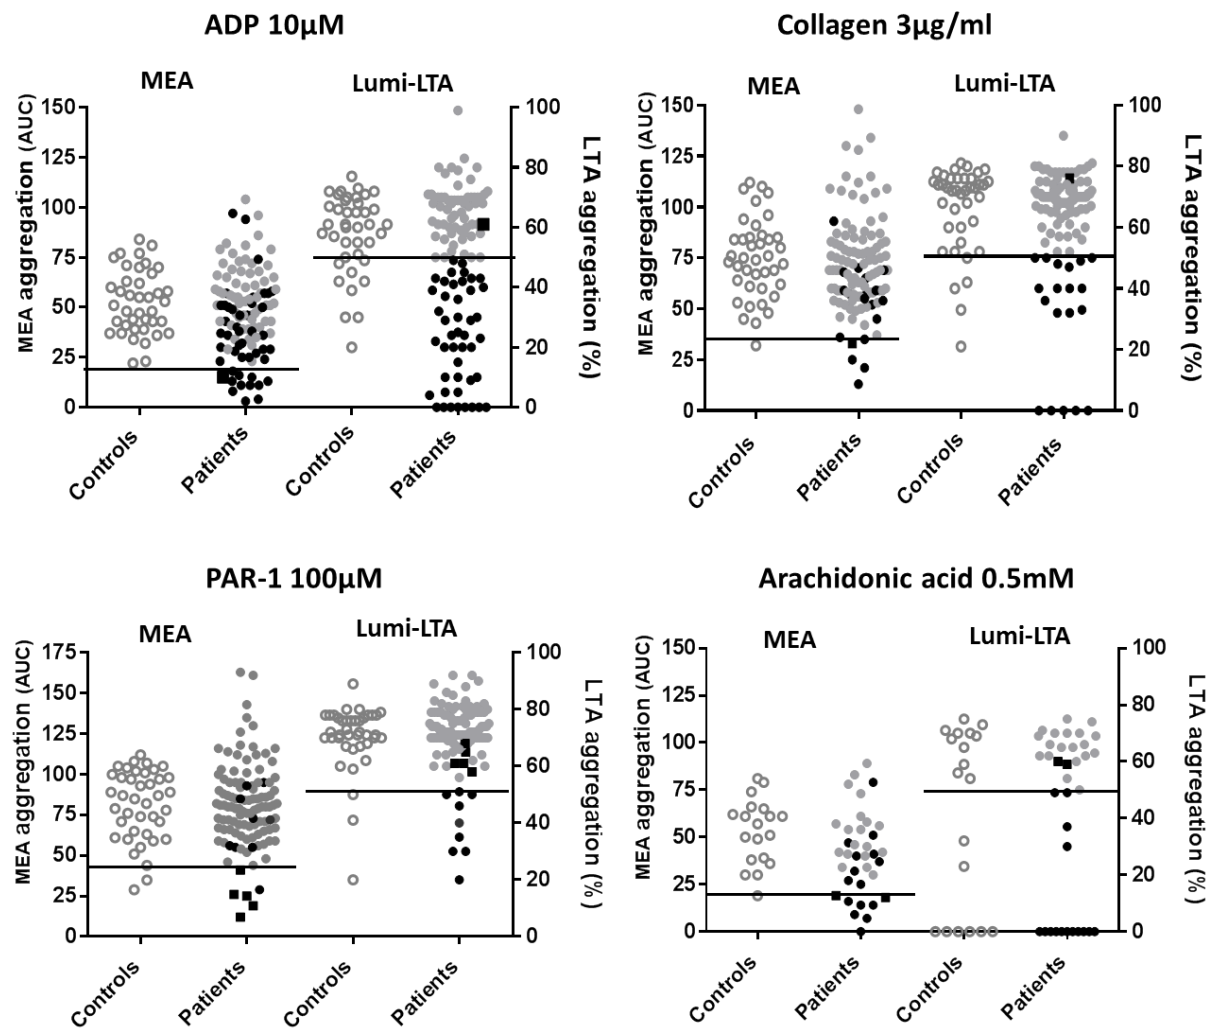 ADP 10µM
MEA
Lumi-LTA
MEA aggregation (AUC)
150
125
100
75
50
25
0
100
80
60
40
20
0
LTA aggregation (%)
Controls
Patients
Controls
Patients
Collagen 3µg/ml
MEA
Lumi-LTA
MEA aggregation (AUC)
150
125
100
75
50
25
0
100
80
60
40
20
0
LTA aggregation (%)
Controls
Patients
Controls
Patients
PAR-1 100µM
MEA
Lumi-LTA
MEA aggregation (AUC)
175
150
125
100
75
50
25
0
100
80
60
40
20
0
LTA aggregation (%)
Controls
Patients
Controls
Patients
Arachidonic acid 0.5mM
MEA
Lumi-LTA
MEA aggregation (AUC)
150
125
100
75
50
25
0
100
80
60
40
20
0
LTA aggregation (%)
Controls
Patients
Controls
Patients